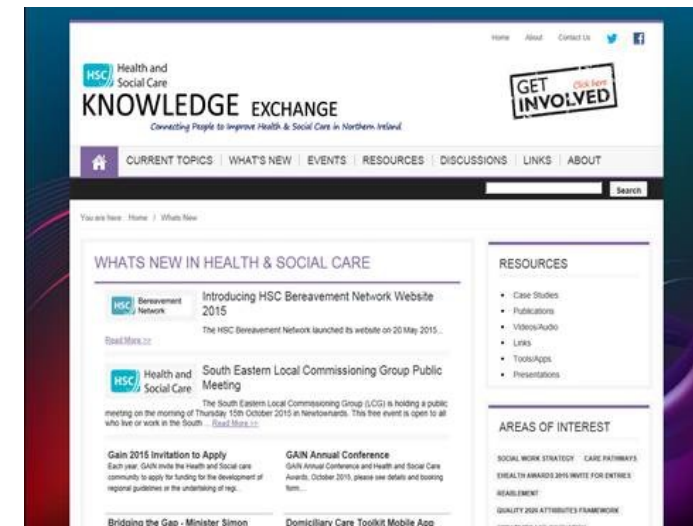 Home About Contact Us
HSC Health and
Social Care
KNOWLEDGE EXCHANGE
Connecting People to Improve Health & Social Care in Northern Ireland
GET Click here
INVOLVED
CURRENT TOPICS WHAT'S NEW EVENTS RESOURCES DISCUSSIONS LINKS ABOUT
Search
You are here: Home / Whats New
WHATS NEW IN HEALTH & SOCIAL CARE
HSC Bereavement
Network
Introducing HSC Bereavement Network Website
2015
The HSC Bereavement Network launched its website on 20 May 2015...
Read More >>
HSC Health and
Social Care
South Eastern Local Commissioning Group Public
Meeting
The South Eastern Local Commissioning Group (LCG) is holding a public
meeting on the morning of Thursday 15th October 2015 in Newtownards. This free event is open to all
who live or work in the South ... Read More >>
Gain 2015 Invitation to Apply
Each year, GAIN invite the Health and Social care
community to apply for funding for the development of
regional guidelines or the undertaking of regi...
GAIN Annual Conference
GAIN Annual Conference and Health and Social Care
Awards, October 2015, please see details and booking
form...
Bridging the Gap - Minister Simon
Domiciliary Care Toolkit Mobile App
RESOURCES
Case Studies
Publications
Videos/Audio
Links
Tools/Apps
Presentations
AREAS OF INTEREST
SOCIAL WORK STRATEGY CARE PATHWAYS
EHEALTH AWARDS 2015 INVITE FOR ENTRIES
REABLEMENT
QUALITY 2020 ATTRIBUTES FRAMEWORK